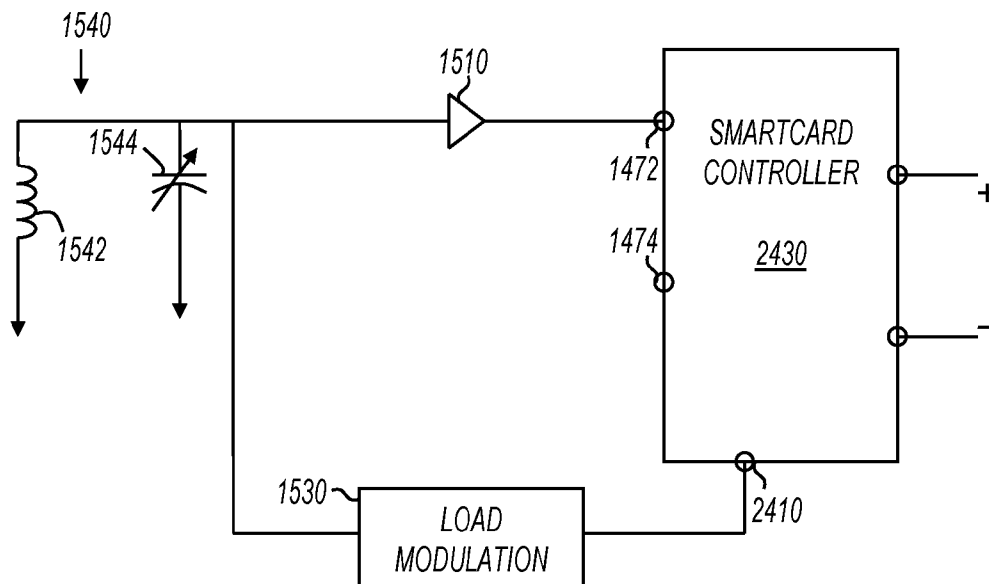 1540
1510
1544
1472
SMARTCARD
CONTROLLER
+
1542
1474
2430
−
1530
LOAD
MODULATION
2410